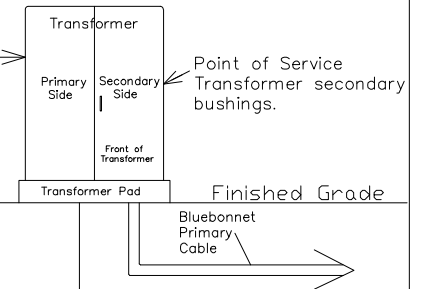 Transformer
Point of Service
Transformer secondary
bushings.
Primary
Side
Secondary
Side
Front of
Transformer
Transformer Pad
Finished Grade
Bluebonnet
Primary
Cable